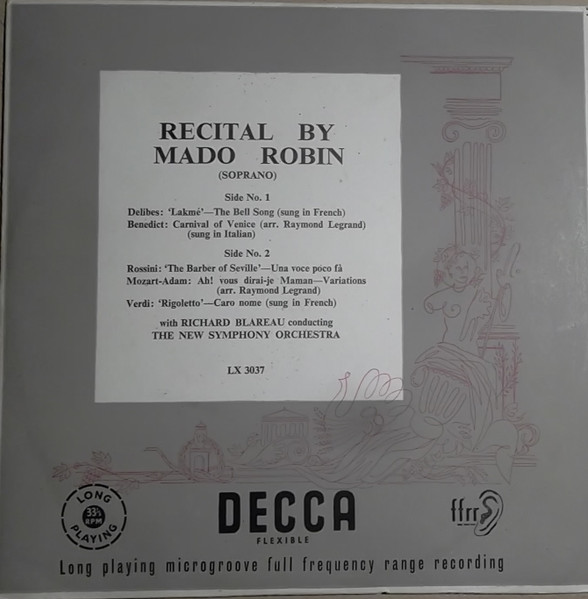 RECITAL BY
MADO ROBIN
(SOPRANO)
Side No. 1
Delibes: ‘Lakmé’—The Bell Song (sung in French)
Benedict: Carnival of Venice (arr. Raymond Legrand)
(sung in Italian)
Side No. 2
Rossini: ‘The Barber of Seville’—Una voce poco fà
Mozart-Adam: Ah! vous dirai-je Maman—Variations
(arr. Raymond Legrand)
Verdi: ‘Rigoletto’—Caro nome (sung in French)
with RICHARD BLAREAU conducting
THE NEW SYMPHONY ORCHESTRA
LX 3037
LONG
33⅓
RPM
PLAYING
DECCA
FLEXIBLE
ffrr
Long playing microgroove full frequency range recording